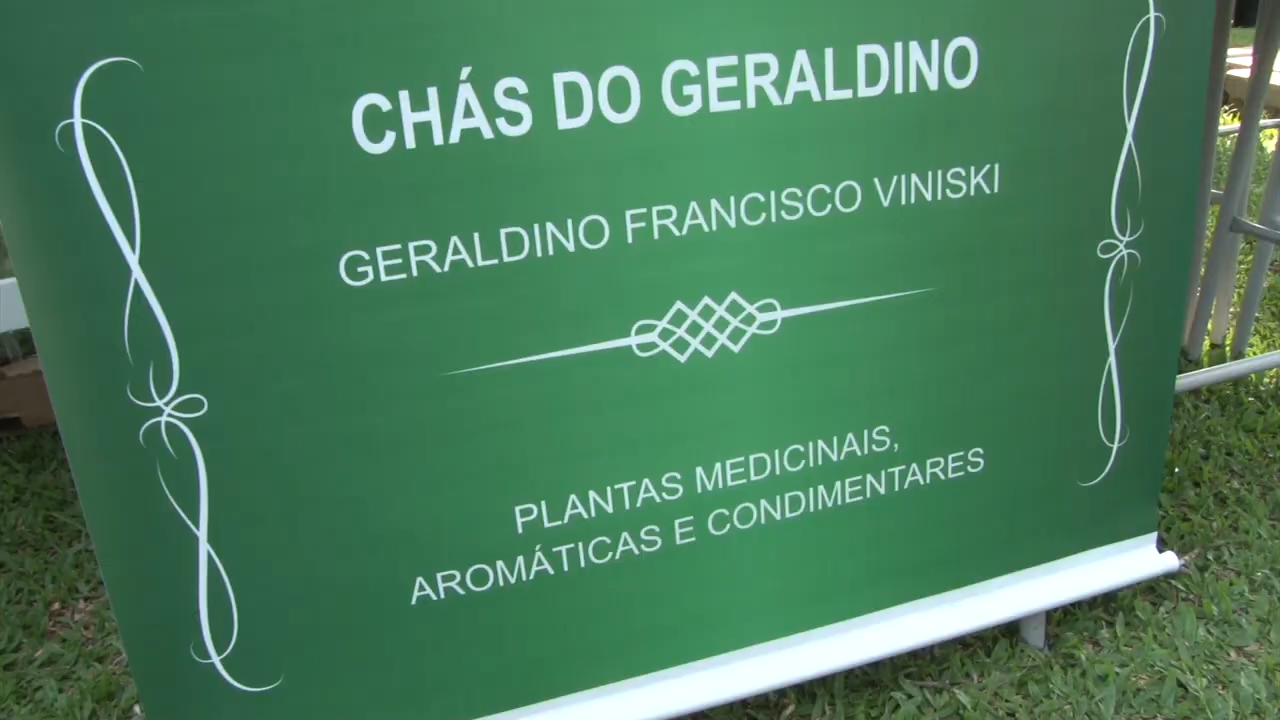 CHÁS DO GERALDINO
GERALDINO FRANCISCO VINISKI
PLANTAS MEDICINAIS,
AROMÁTICAS E CONDIMENTARES